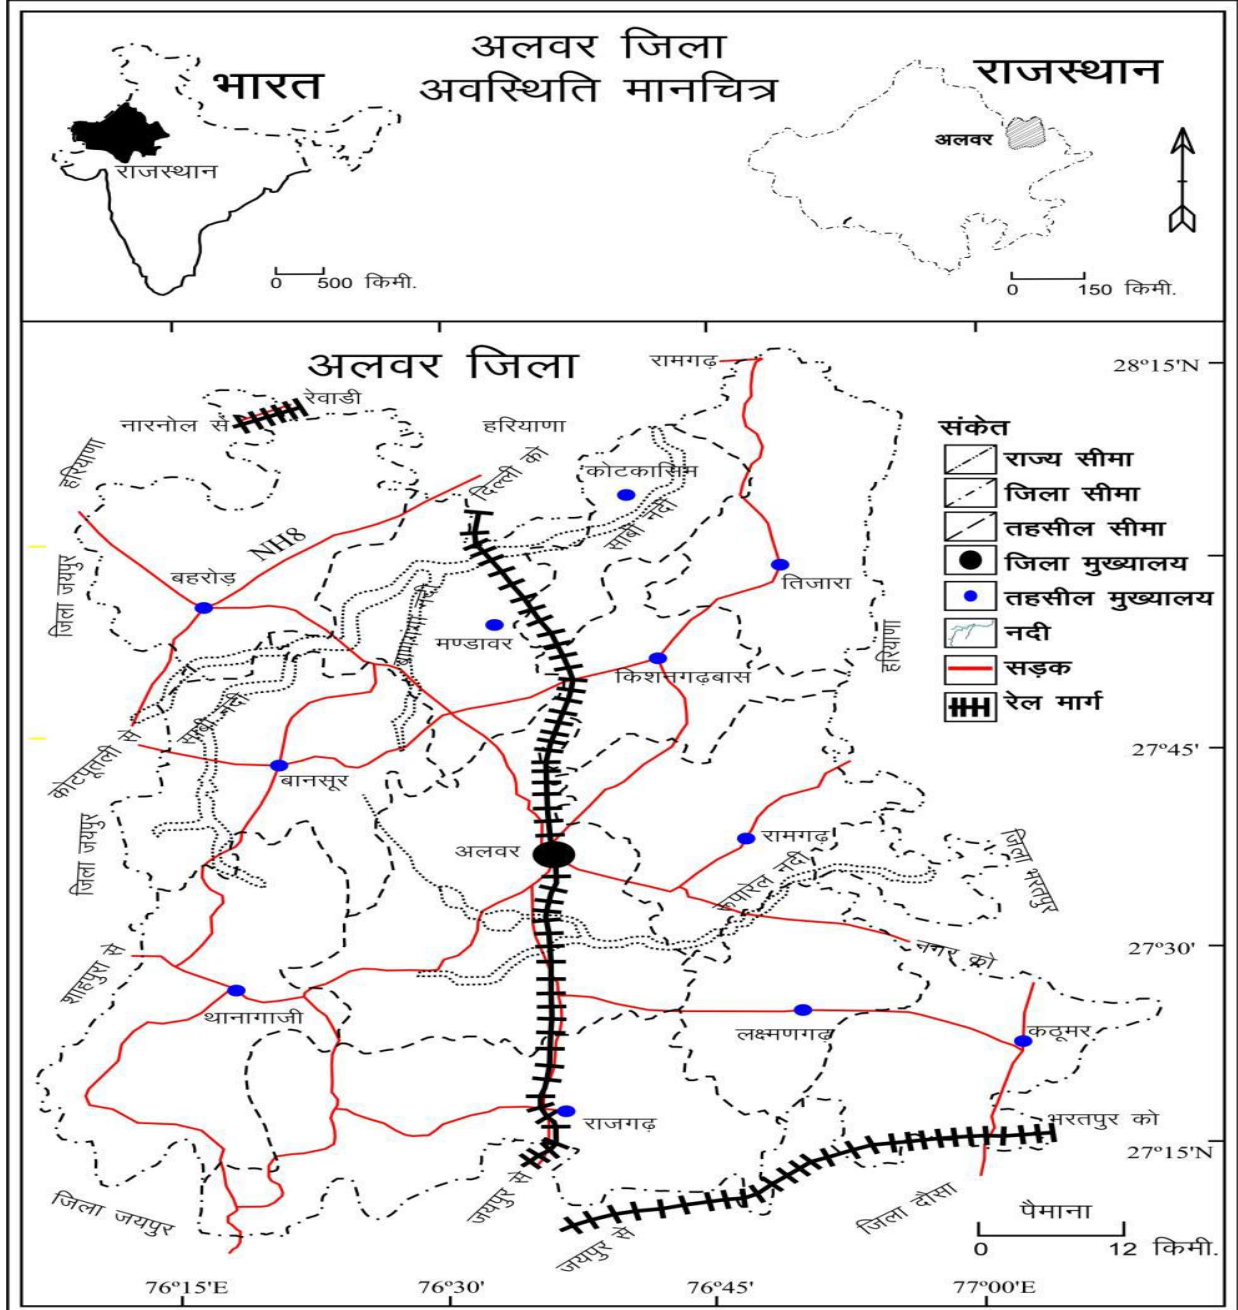 अलवर जिला
अवस्थिति मानचित्र
भारत
राजस्थान
0 500 किमी.
राजस्थान
अलवर
0 150 किमी.
अलवर जिला
रामगढ़
28°15'N
रेवाडी
नारनोल से
हरियाणा
हरियाणा
दिल्ली को
कोटकासिम
साबी नदी
NH8
बहरोड़
जिला जयपुर
तिजारा
मण्डावर
किशनगढ़बास
हरियाणा
संकेत
राज्य सीमा
जिला सीमा
तहसील सीमा
जिला मुख्यालय
तहसील मुख्यालय
नदी
सड़क
रेल मार्ग
साबी नदी
कोटपूतली से
बानसूर
27°45'
जिला जयपुर
अलवर
रामगढ़
रूपारेल नदी
जिला भरतपुर
शाहपुरा से
नगर को
27°30'
थानागाजी
लक्ष्मणगढ़
कठूमर
राजगढ़
भरतपुर को
27°15'N
जिला जयपुर
जयपुर से
जयपुर से
जिला दौसा
पैमाना
0 12 किमी.
76°15'E 76°30' 76°45' 77°00'E